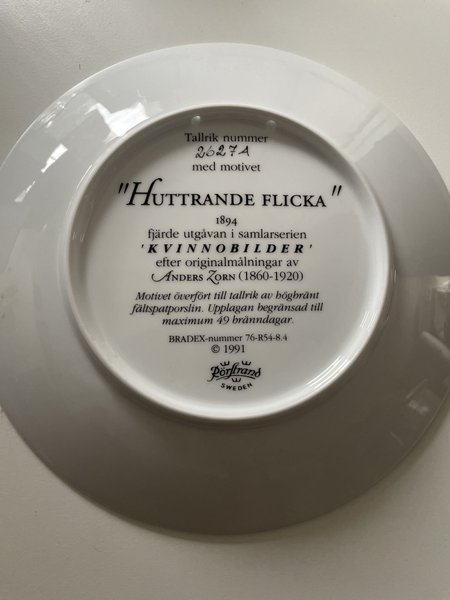 Tallrik nummer
2627A
med motivet
"HUTTRANDE FLICKA"
1894
fjärde utgåvan i samlarserien
'KVINNOBILDER'
efter originalmålningar av
ANDERS ZORN (1860-1920)
Motivet överfört till tallrik av högbränt
fältspatporslin. Upplagan begränsad till
maximum 49 bränndagar.
BRADEX-nummer 76-R54-8.4
© 1991
Rörstrand
SWEDEN